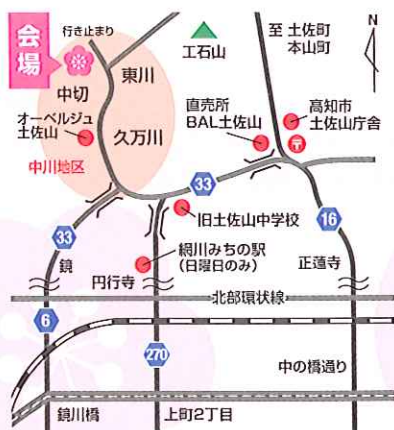 会場
行き止まり
東川
中切
オーベルジュ
土佐山
久万川
中川地区
工石山
至 土佐町
本山町
N
直売所
BAL土佐山
高知市
土佐山庁舎
〒
33
旧土佐山中学校
16
33
鏡
網川みちの駅
(日曜日のみ)
円行寺
正蓮寺
北部環状線
6
270
中の橋通り
鏡川橋
上町2丁目